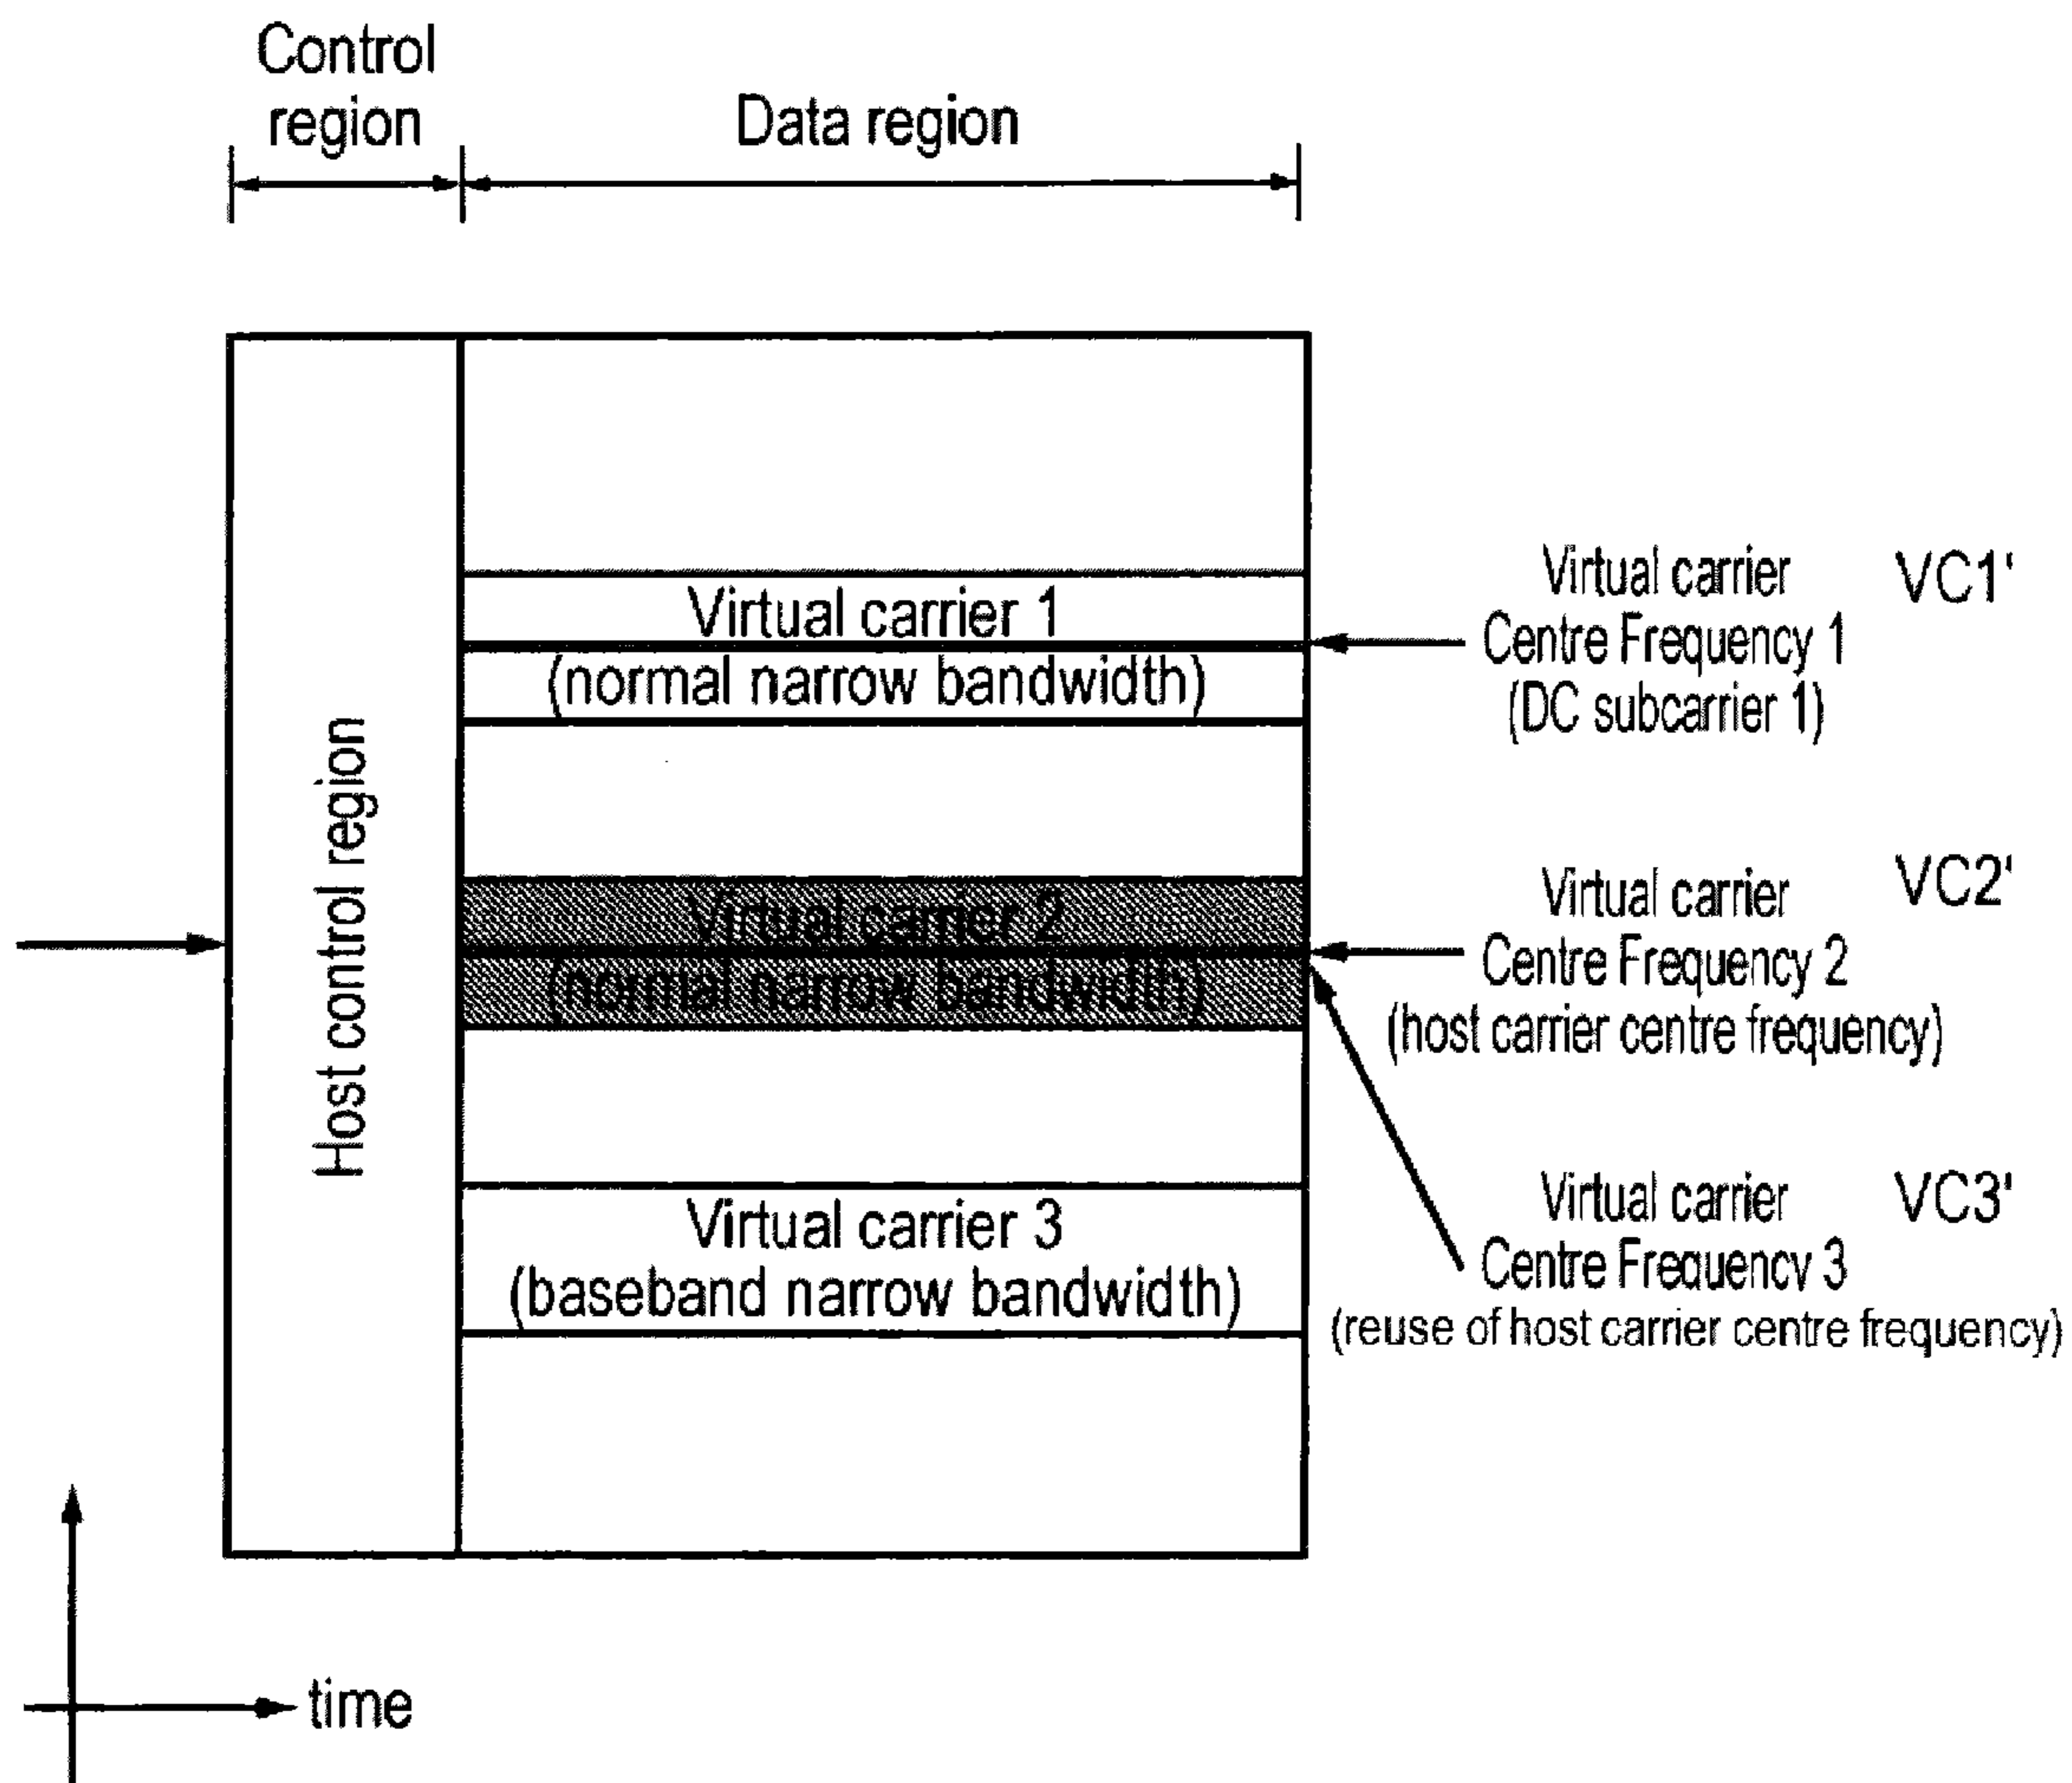 Control
region
Data region
Host control region
Virtual carrier 1
(normal narrow bandwidth)
Virtual carrier 2
(normal narrow bandwidth)
Virtual carrier 3
(baseband narrow bandwidth)
Virtual carrier
Centre Frequency 1
(DC subcarrier 1)
VC1'
Virtual carrier
Centre Frequency 2
(host carrier centre frequency)
VC2'
Virtual carrier
Centre Frequency 3
(reuse of host carrier centre frequency)
VC3'
time